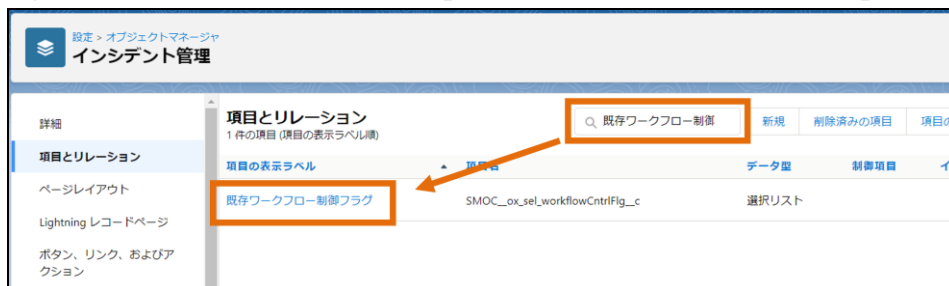 設定 > オブジェクトマネージャ
インシデント管理
詳細
項目とリレーション
ページレイアウト
Lightning レコードページ
ボタン、リンク、およびア
クション
項目とリレーション
1 件の項目 (項目の表示ラベル順)
既存ワークフロー制御
新規
削除済みの項目
項目の
項目の表示ラベル
項目名
データ型
制御項目
イ
既存ワークフロー制御フラグ
SMOC__ox_sel_workflowCntrlFlg__c
選択リスト